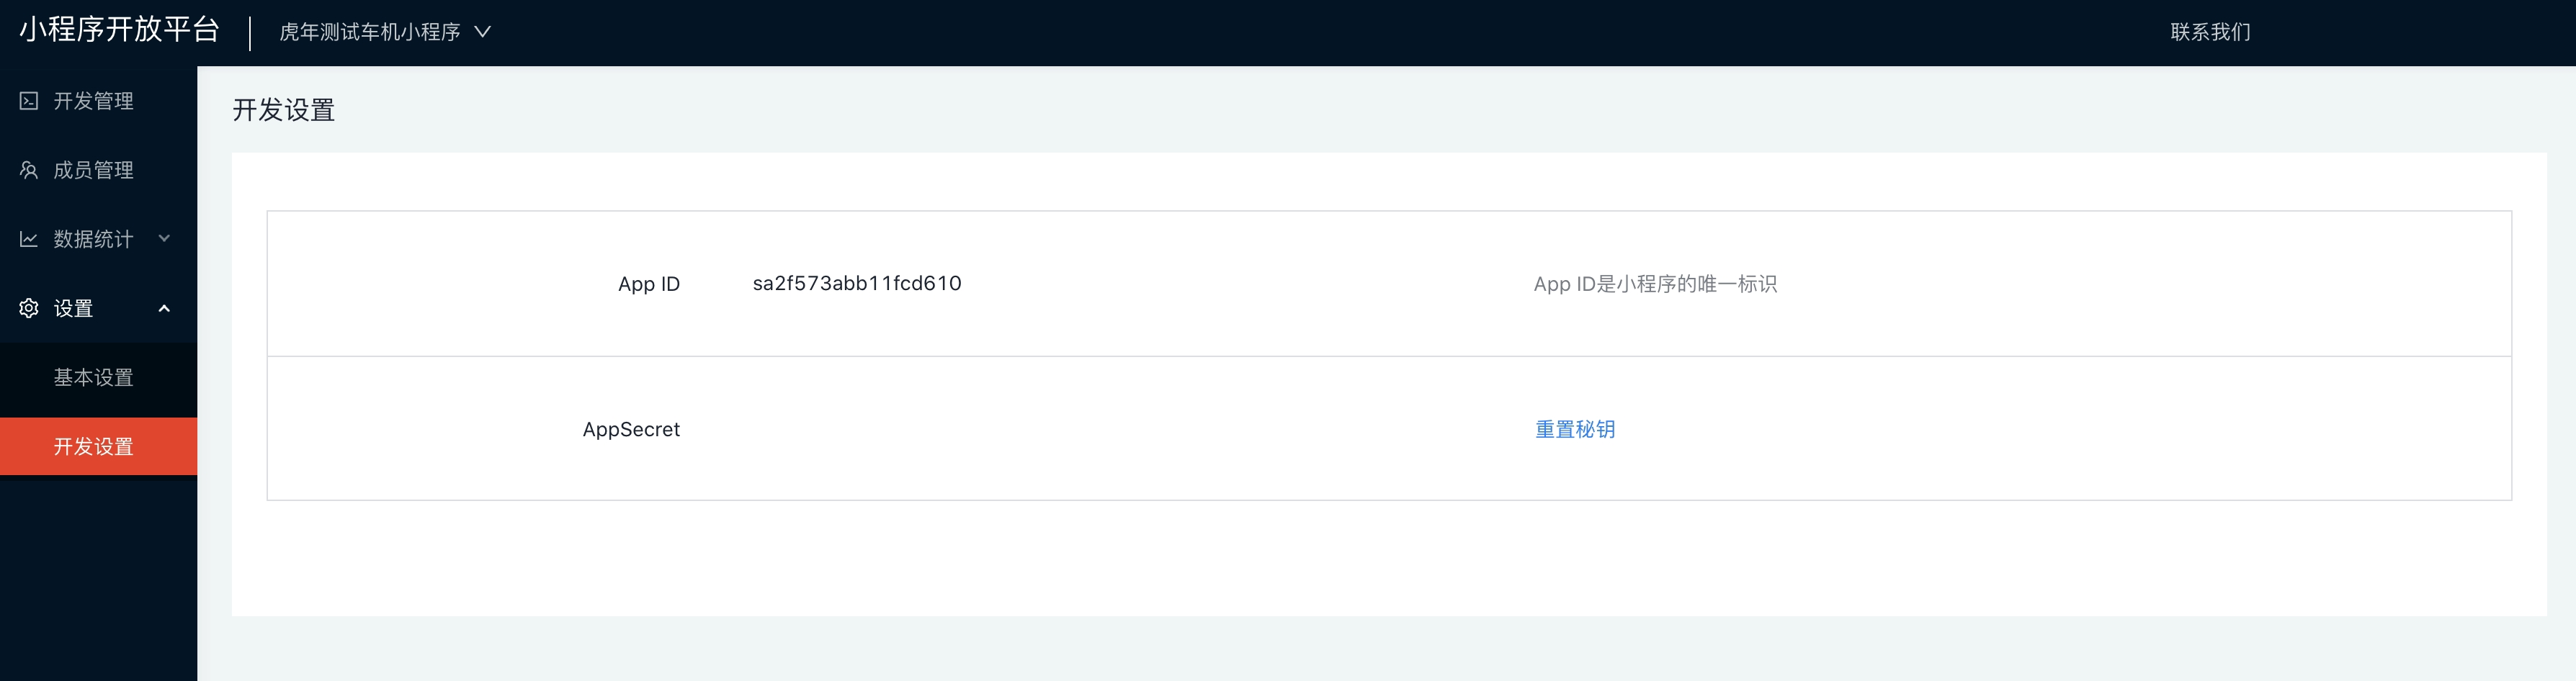 小程序开放平台
虎年测试车机小程序
联系我们
开发管理
成员管理
数据统计
设置
基本设置
开发设置
开发设置
App ID
sa2f573abb11fcd610
App ID是小程序的唯一标识
AppSecret
重置秘钥